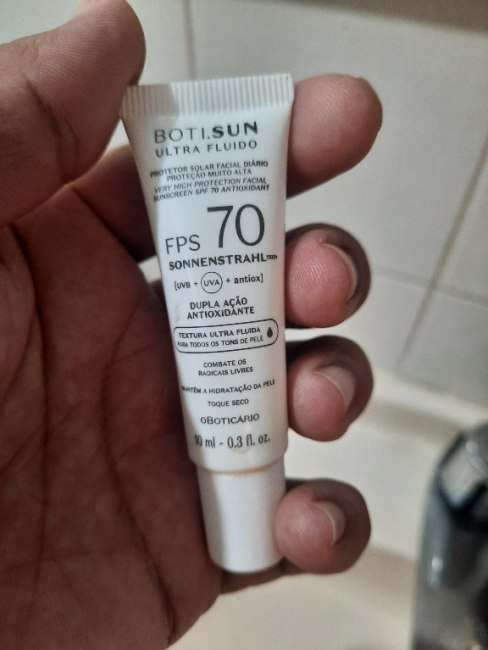 BOTI.SUN
ULTRA FLUIDO
PROTETOR SOLAR FACIAL DIÁRIO
PROTEÇÃO MUITO ALTA
VERY HIGH PROTECTION FACIAL
SUNSCREEN SPF 70 ANTIOXIDANT
FPS 70
SONNENSTRAHL
[UVB + UVA + antiox]
DUPLA AÇÃO
ANTIOXIDANTE
TEXTURA ULTRA FLUIDA
PARA TODOS OS TONS DE PELE
COMBATE OS
RADICAIS LIVRES
MANTÉM A HIDRATAÇÃO DA PELE
TOQUE SECO
oBOTICÁRIO
10 ml - 0.3 fl. oz.